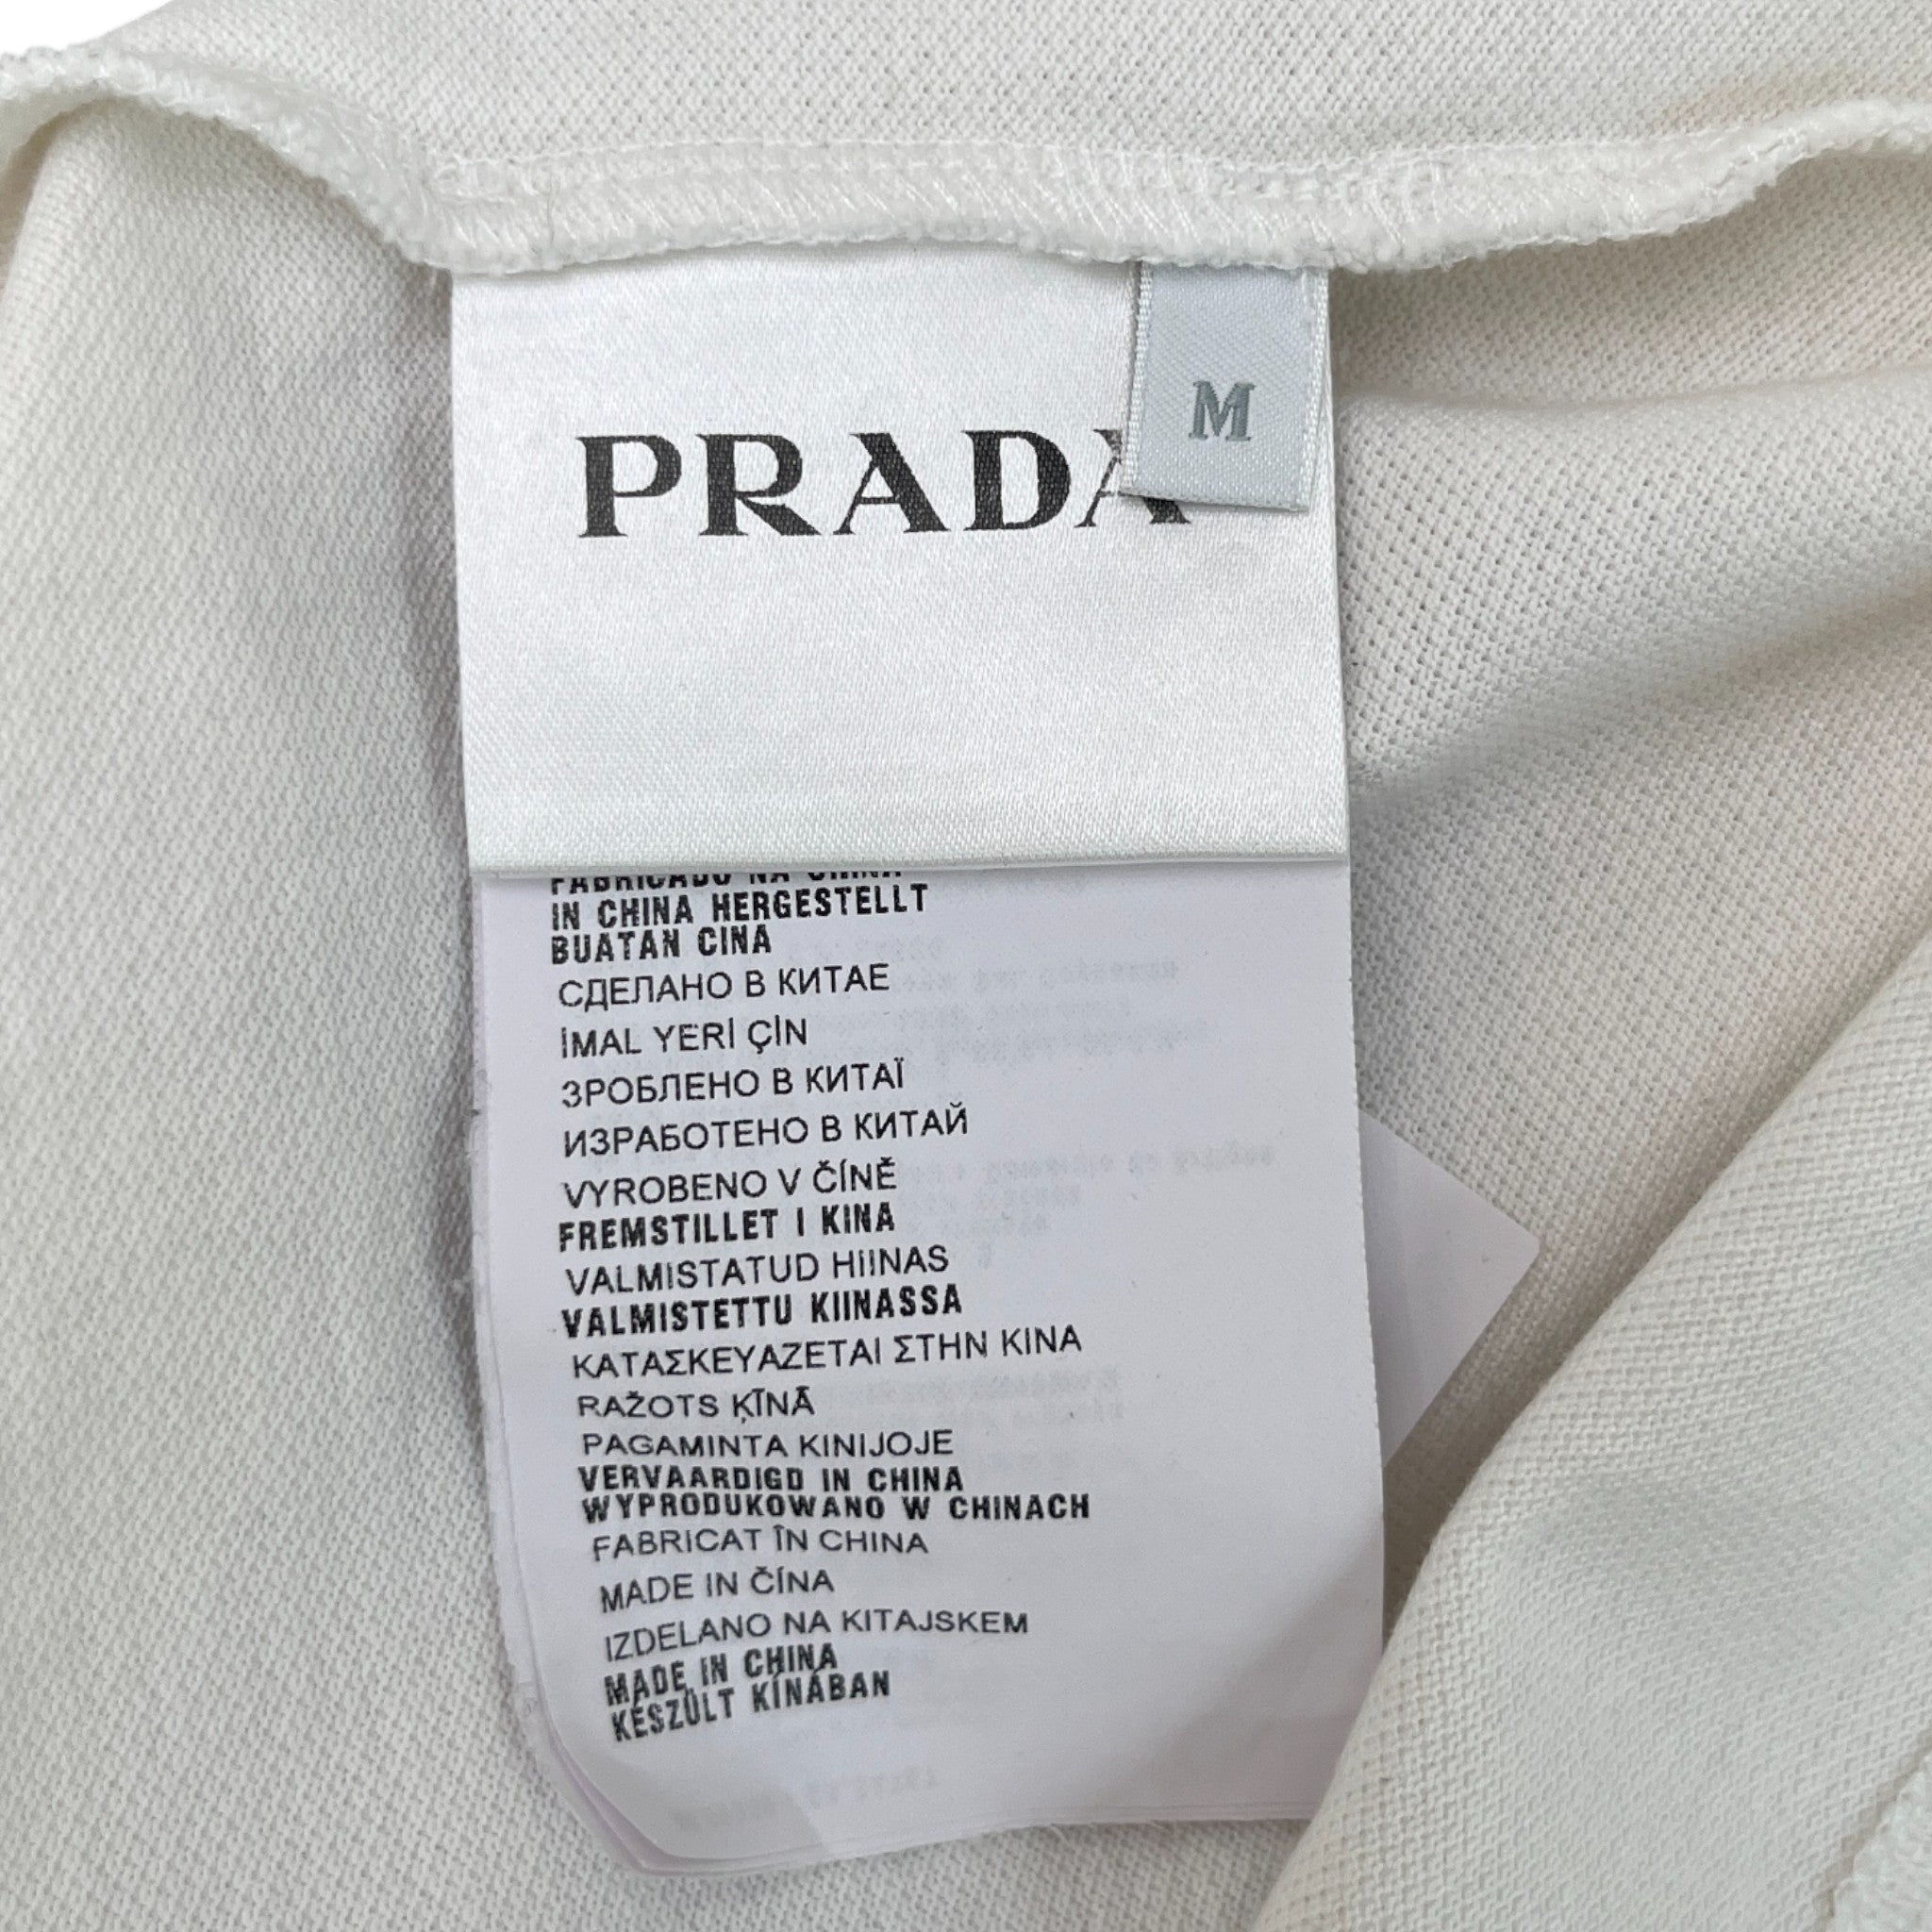 PRADA
M
FABRICADO NA CHINA
IN CHINA HERGESTELLT
BUATAN CINA
СДЕЛАНО В КИТАЕ
İMAL YERİ ÇİN
ЗРОБЛЕНО В КИТАЇ
ИЗРАБОТЕНО В КИТАЙ
VYROBENO V ČÍNĚ
FREMSTILLET I KINA
VALMISTATUD HIINAS
VALMISTETTU KIINASSA
ΚΑΤΑΣΚΕΥΑΖΕΤΑΙ ΣΤΗΝ ΚΙΝΑ
RAŽOTS ĶĪNĀ
PAGAMINTA KINIJOJE
VERVAARDIGD IN CHINA
WYPRODUKOWANO W CHINACH
FABRICAT ÎN CHINA
MADE IN ČÍNA
IZDELANO NA KITAJSKEM
MADE IN CHINA
KÉSZÜLT KÍNÁBAN